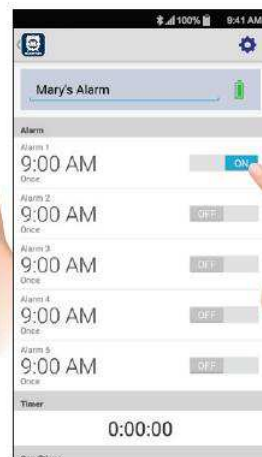 100% 9:41 AM
Mary's Alarm
Alarm
Alarm 1
9:00 AM
ON
Once
Alarm 2
9:00 AM
OFF
Once
Alarm 3
9:00 AM
OFF
Once
Alarm 4
9:00 AM
OFF
Once
Alarm 5
9:00 AM
OFF
Once
Timer
0:00:00